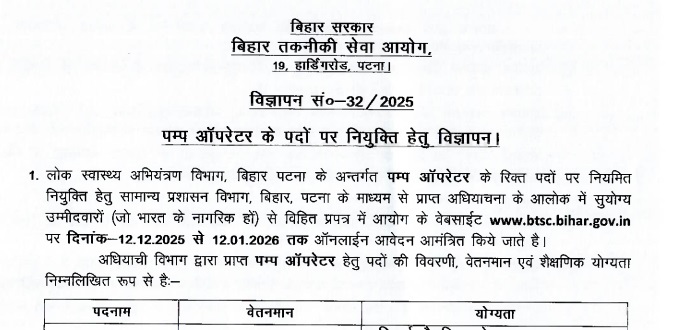 बिहार सरकार
बिहार तकनीकी सेवा आयोग,
19, हार्डिंगरोड, पटना।
विज्ञापन सं०–32/2025
पम्प ऑपरेटर के पदों पर नियुक्ति हेतु विज्ञापन।
1. लोक स्वास्थ्य अभियंत्रण विभाग, बिहार पटना के अन्तर्गत पम्प ऑपरेटर के रिक्त पदों पर नियमित
नियुक्ति हेतु सामान्य प्रशासन विभाग, बिहार, पटना के माध्यम से प्राप्त अधियाचना के आलोक में सुयोग्य
उम्मीदवारों (जो भारत के नागरिक हों) से विहित प्रपत्र में आयोग के वेबसाईट www.btsc.bihar.gov.in
पर दिनांक–12.12.2025 से 12.01.2026 तक ऑनलाईन आवेदन आमंत्रित किये जाते है।
अधियाची विभाग द्वारा प्राप्त पम्प ऑपरेटर हेतु पदों की विवरणी, वेतनमान एवं शैक्षणिक योग्यता
निम्नलिखित रूप से है:–
पदनाम वेतनमान योग्यता